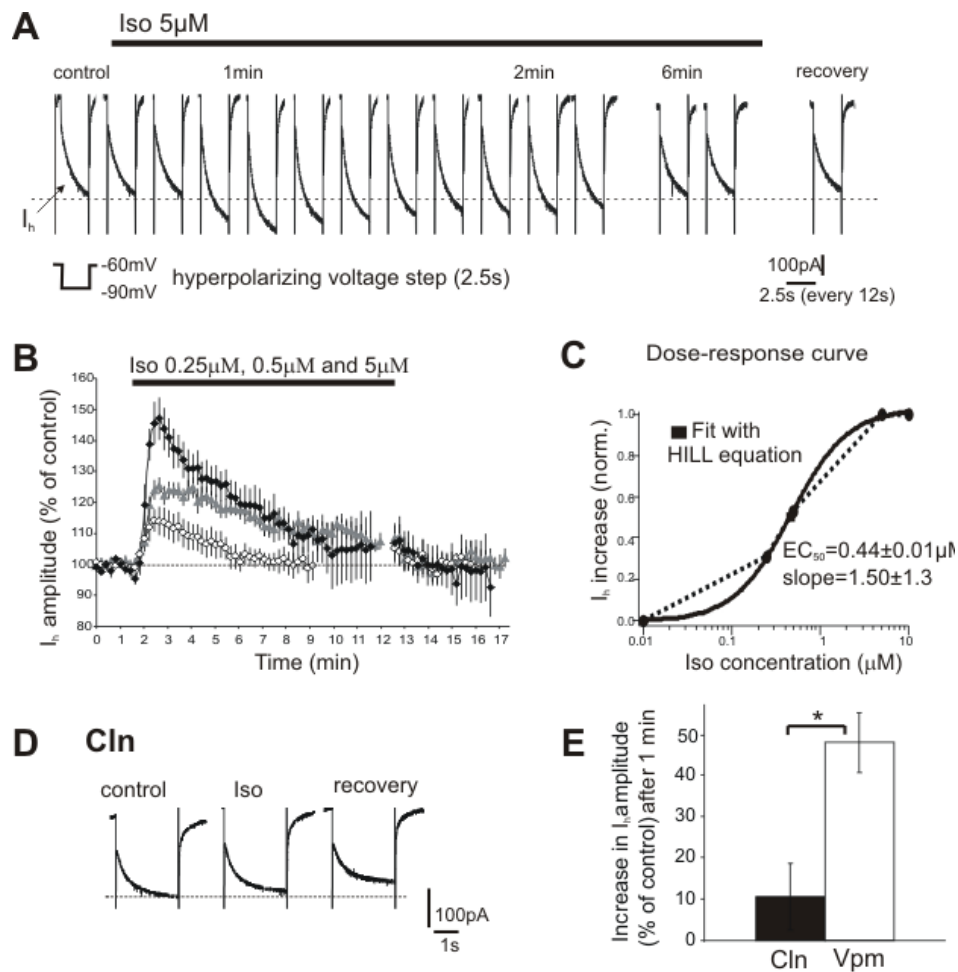 A
Iso 5µM
control 1min 2min 6min recovery
Ih
-60mV
-90mV
hyperpolarizing voltage step (2.5s)
100pA
2.5s (every 12s)
B
Iso 0.25µM, 0.5µM and 5µM
Ih amplitude (% of control)
160
150
140
130
120
110
100
90
80
0 1 2 3 4 5 6 7 8 9 10 11 12 13 14 15 16 17
Time (min)
C
Dose-response curve
Ih increase (norm.)
1.0
0.8
0.6
0.4
0.2
0.0
Fit with
HILL equation
EC50=0.44±0.01µM
slope=1.50±1.3
0.01 0.1 1 10
Iso concentration (µM)
D
Cln
control Iso recovery
100pA
1s
E
Increase in Ih amplitude
(% of control) after 1 min
50
40
30
20
10
0
*
Cln Vpm